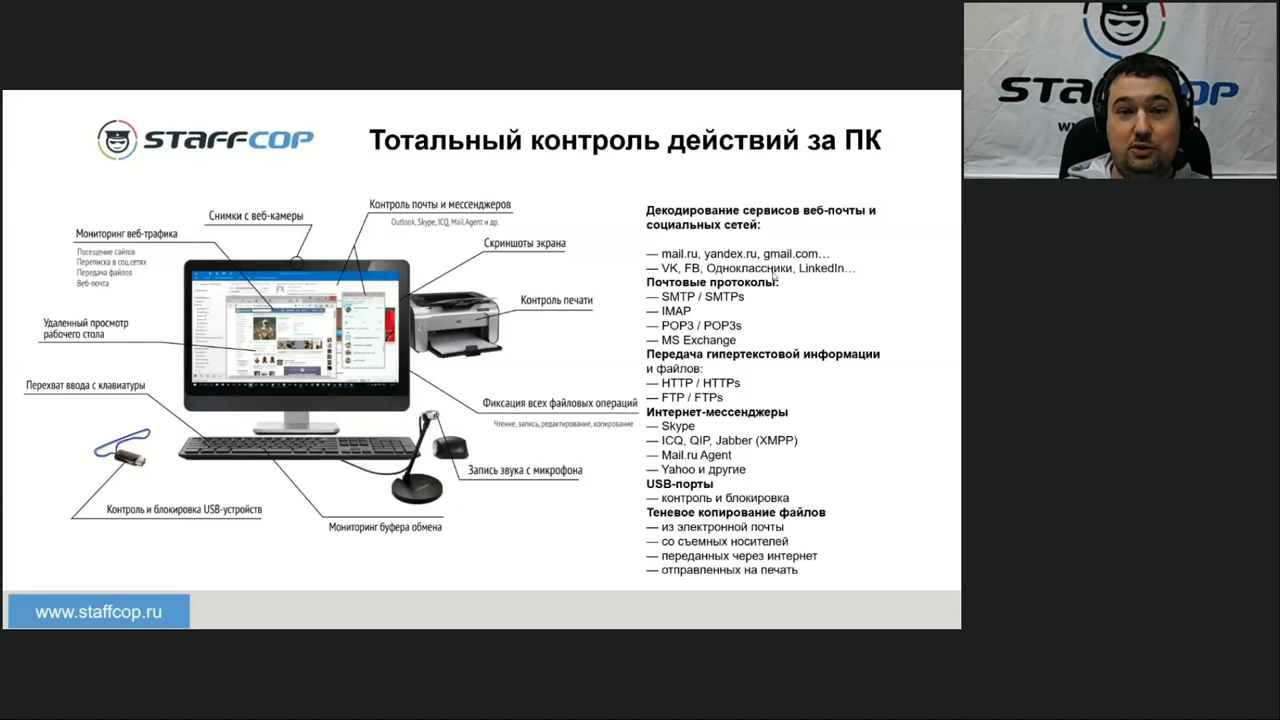 STAFFCOP
Тотальный контроль действий за ПК
Снимки с веб-камеры
Контроль почты и мессенджеров
Outlook, Skype, ICQ, Mail.Agent и др.
Мониторинг веб-трафика
Посещение сайтов
Переписка в соц.сетях
Передача файлов
Веб-почта
Скриншоты экрана
Контроль печати
Удаленный просмотр
рабочего стола
Перехват ввода с клавиатуры
Фиксация всех файловых операций
Чтение, запись, редактирование, копирование
Запись звука с микрофона
Контроль и блокировка USB-устройств
Мониторинг буфера обмена
Декодирование сервисов веб-почты и
социальных сетей:
— mail.ru, yandex.ru, gmail.com…
— VK, FB, Одноклассники, LinkedIn…
Почтовые протоколы:
— SMTP / SMTPs
— IMAP
— POP3 / POP3s
— MS Exchange
Передача гипертекстовой информации
и файлов:
— HTTP / HTTPs
— FTP / FTPs
Интернет-мессенджеры
— Skype
— ICQ, QIP, Jabber (XMPP)
— Mail.ru Agent
— Yahoo и другие
USB-порты
— контроль и блокировка
Теневое копирование файлов
— из электронной почты
— со съемных носителей
— переданных через интернет
— отправленных на печать
www.staffcop.ru